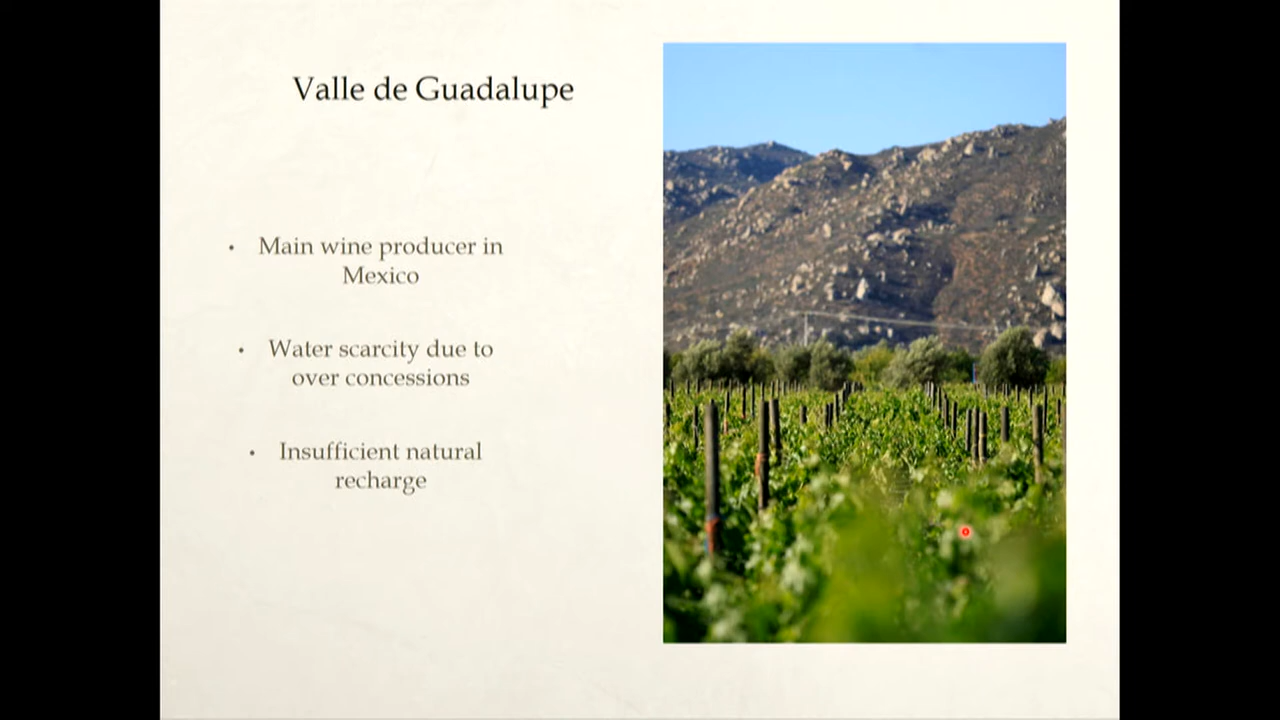 Valle de Guadalupe
• Main wine producer in
Mexico
• Water scarcity due to
over concessions
• Insufficient natural
recharge